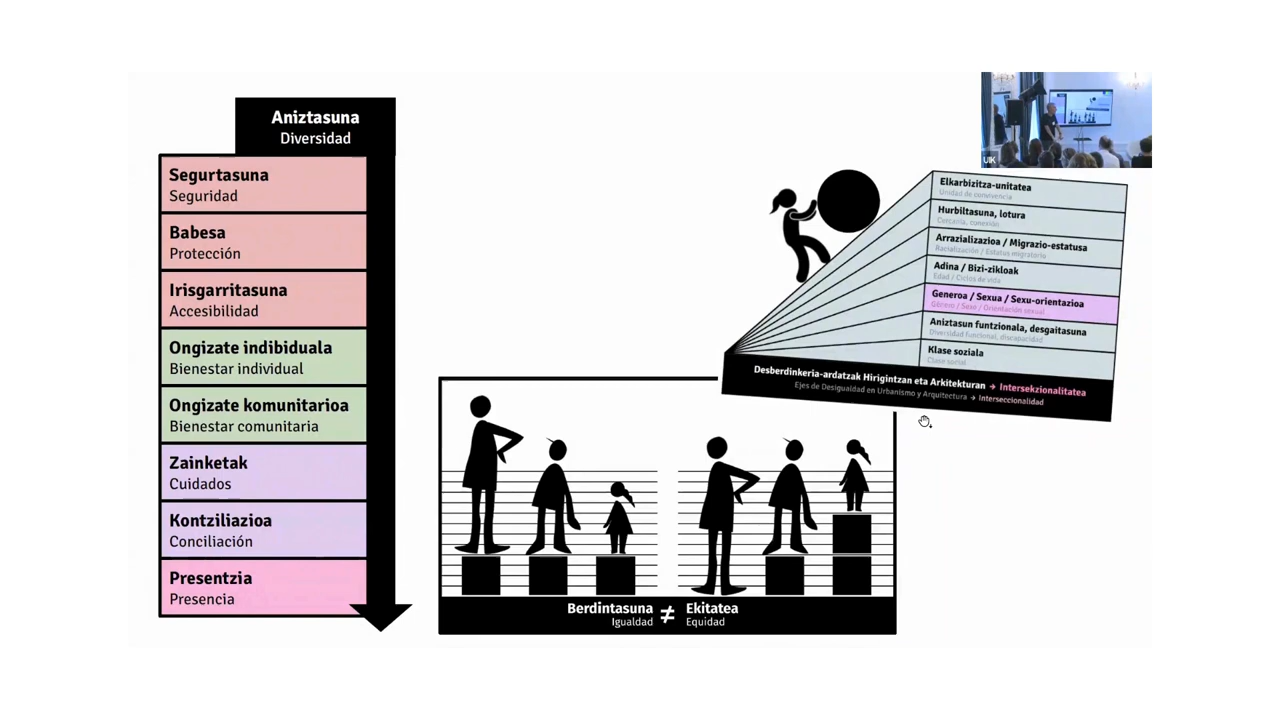 Aniztasuna
Diversidad
Segurtasuna
Seguridad
Babesa
Protección
Irisgarritasuna
Accesibilidad
Ongizate indibiduala
Bienestar individual
Ongizate komunitarioa
Bienestar comunitaria
Zainketak
Cuidados
Kontziliazioa
Conciliación
Presentzia
Presencia
Berdintasuna ≠ Ekitatea
Igualdad Equidad
UIK
Elkarbizitza-unitatea
Unidad de convivencia
Hurbiltasuna, lotura
Cercanía, conexión
Arrazializazioa / Migrazio-estatusa
Racialización / Estatus migratorio
Adina / Bizi-zikloak
Edad / Ciclos de vida
Generoa / Sexua / Sexu-orientazioa
Género / Sexo / Orientación sexual
Aniztasun funtzionala, desgaitasuna
Diversidad funcional, discapacidad
Klase soziala
Clase social
Desberdinkeria-ardatzak Hirigintzan eta Arkitekturan → Intersekzionalitatea
Ejes de Desigualdad en Urbanismo y Arquitectura → Interseccionalidad